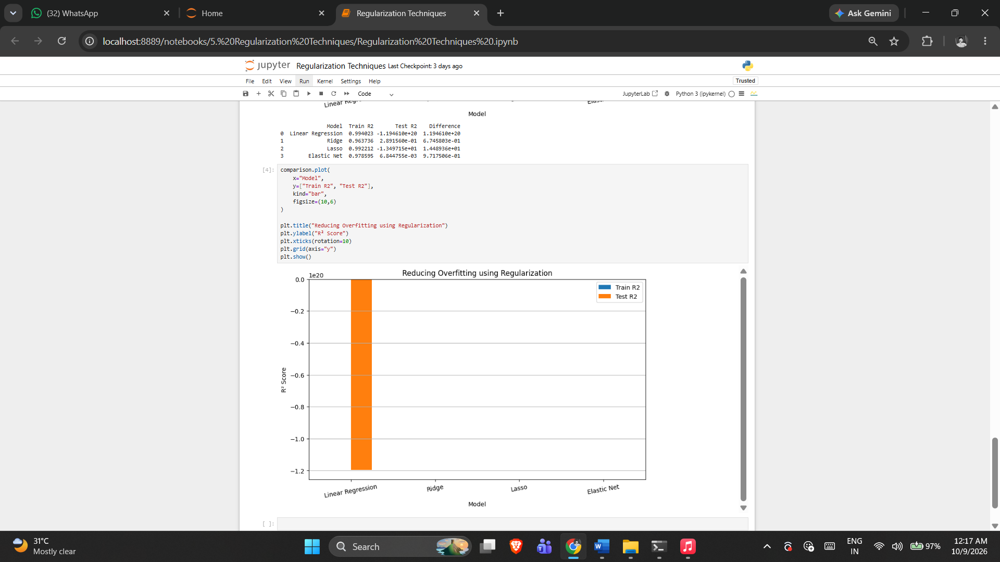 (32) WhatsApp
Home
Regularization Techniques
Ask Gemini
localhost:8889/notebooks/5.%20Regularization%20Techniques/Regularization%20Techniques%20.ipynb
jupyter Regularization Techniques Last Checkpoint: 3 days ago
File Edit View Run Kernel Settings Help
Trusted
Code
JupyterLab
Python 3 (ipykernel)
Linear Regr
Elas
Model
Model Train R2 Test R2 Difference
0 Linear Regression 0.994023 -1.194610e+20 1.194610e+20
1 Ridge 0.963736 2.891560e-01 6.745803e-01
2 Lasso 0.992212 -1.349715e+01 1.448936e+01
3 Elastic Net 0.978595 6.844755e-03 9.717506e-01
[4]:
comparison.plot(
x="Model",
y=["Train R2", "Test R2"],
kind="bar",
figsize=(10,6)
)
plt.title("Reducing Overfitting using Regularization")
plt.ylabel("R² Score")
plt.xticks(rotation=10)
plt.grid(axis="y")
plt.show()
Reducing Overfitting using Regularization
1e20
0.0
−0.2
−0.4
−0.6
−0.8
−1.0
−1.2
R² Score
Train R2
Test R2
Linear Regression
Ridge
Lasso
Elastic Net
Model
[ ]:
31°C
Mostly clear
Search
ENG
IN
97%
12:17 AM
10/9/2026